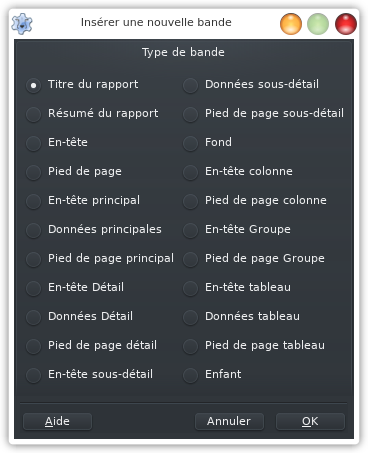 Insérer une nouvelle bande
Type de bande
Titre du rapport
Résumé du rapport
En-tête
Pied de page
En-tête principal
Données principales
Pied de page principal
En-tête Détail
Données Détail
Pied de page détail
En-tête sous-détail
Données sous-détail
Pied de page sous-détail
Fond
En-tête colonne
Pied de page colonne
En-tête Groupe
Pied de page Groupe
En-tête tableau
Données tableau
Pied de page tableau
Enfant
Aide
Annuler
OK